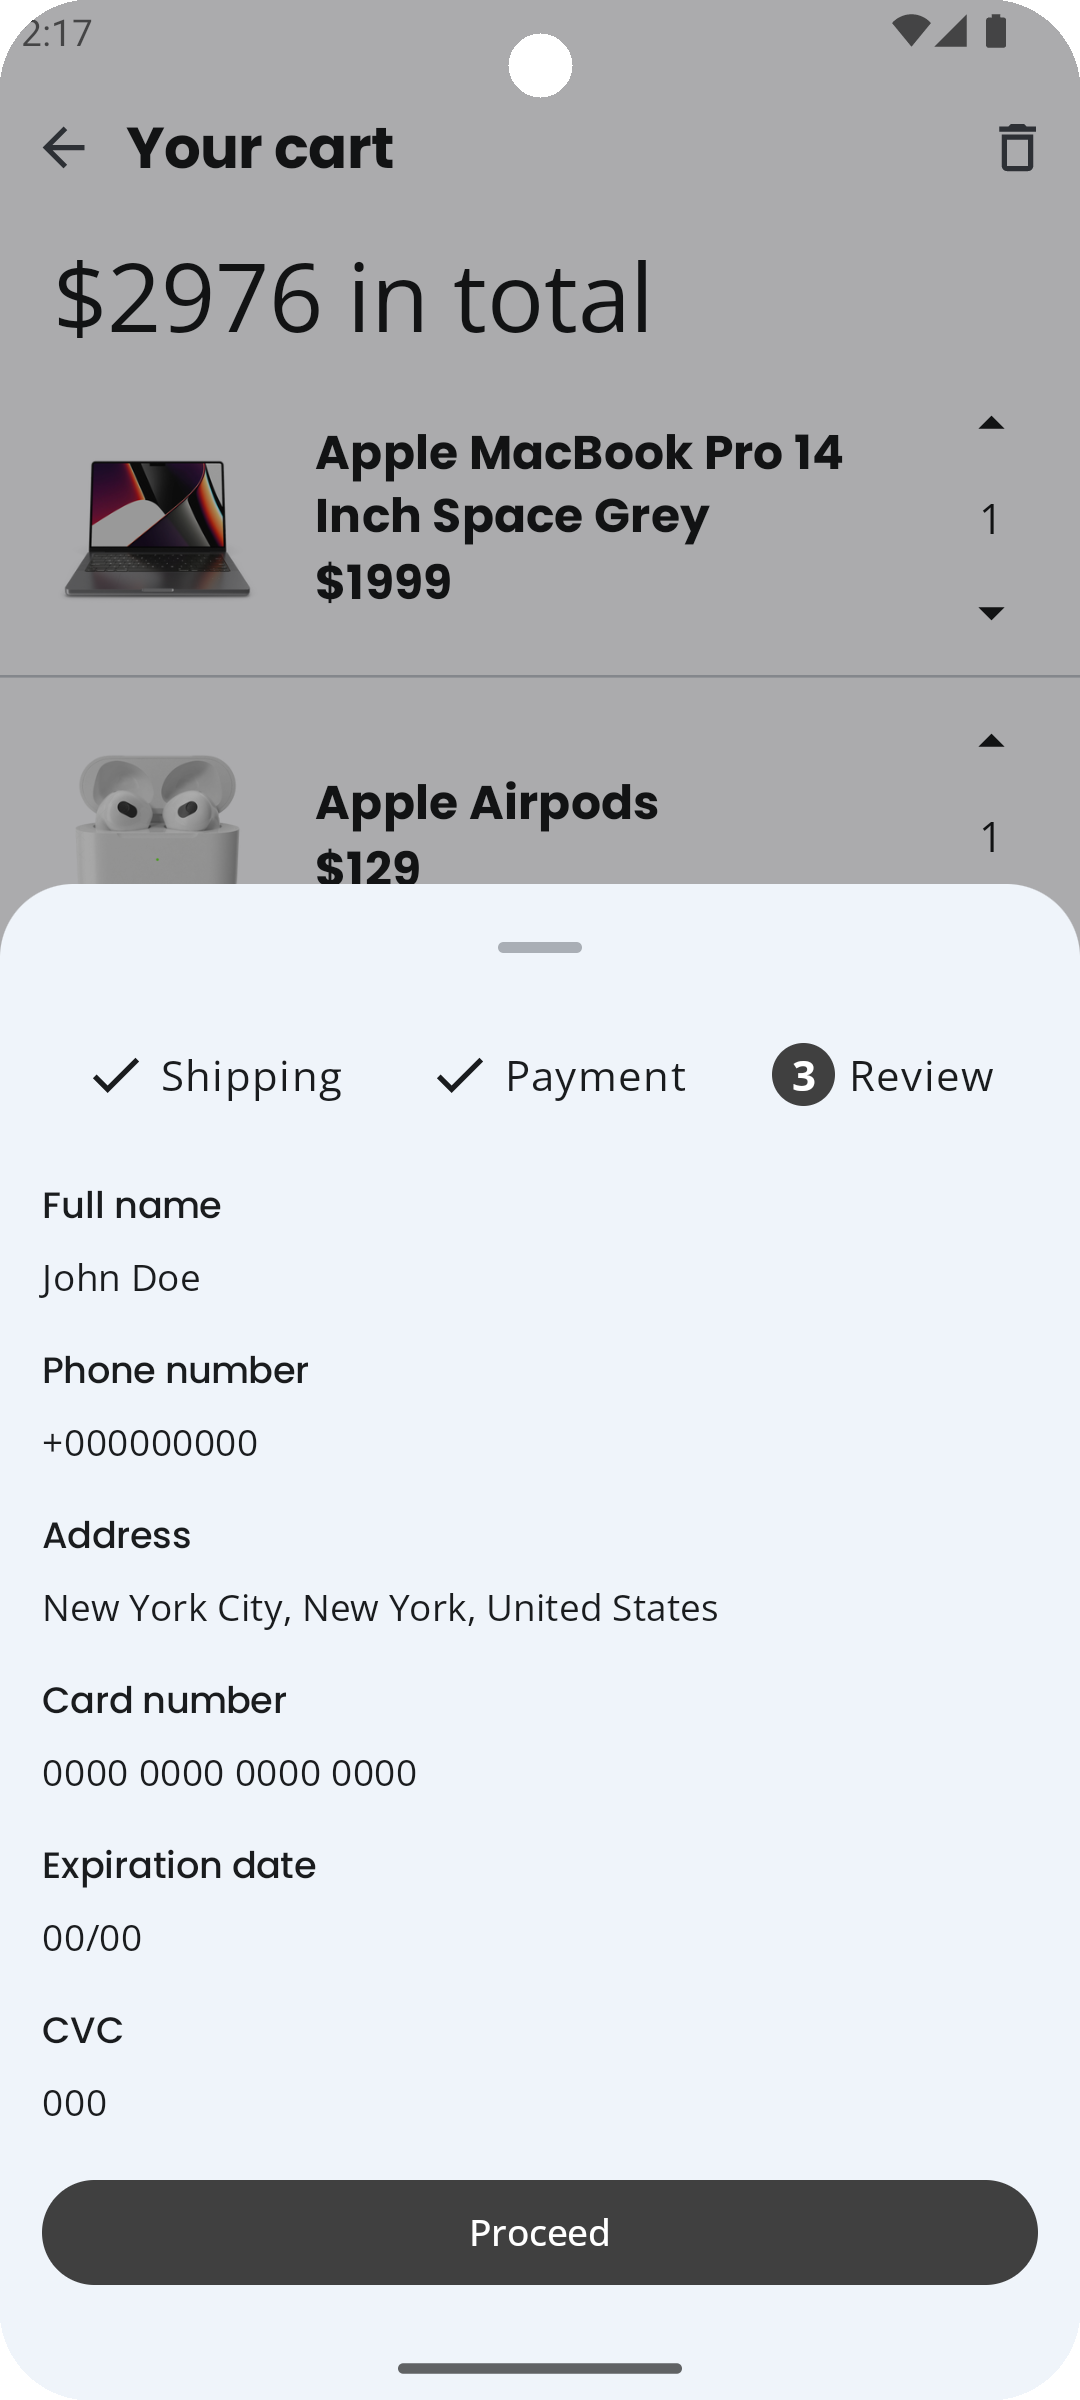 2:17
Your cart
$2976 in total
Apple MacBook Pro 14
Inch Space Grey
$1999
1
Apple Airpods
$129
1
Shipping
Payment
3 Review
Full name
John Doe
Phone number
+000000000
Address
New York City, New York, United States
Card number
0000 0000 0000 0000
Expiration date
00/00
CVC
000
Proceed